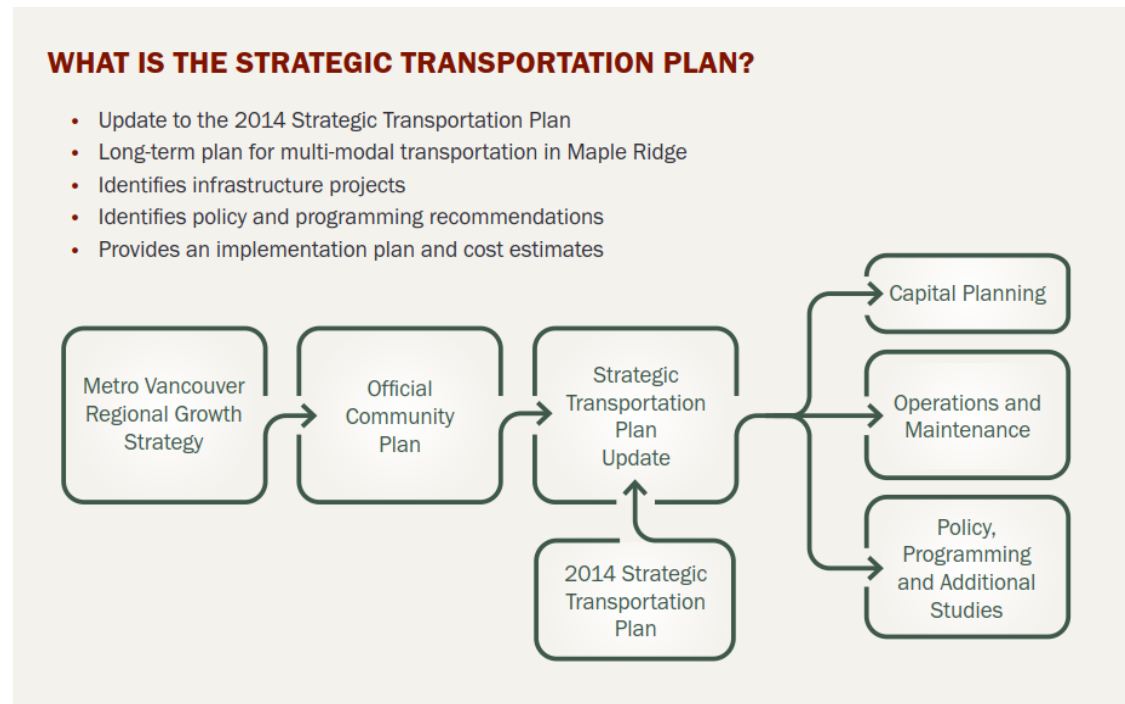 WHAT IS THE STRATEGIC TRANSPORTATION PLAN?
• Update to the 2014 Strategic Transportation Plan
• Long-term plan for multi-modal transportation in Maple Ridge
• Identifies infrastructure projects
• Identifies policy and programming recommendations
• Provides an implementation plan and cost estimates
Metro Vancouver
Regional Growth
Strategy
Official
Community
Plan
Strategic
Transportation
Plan
Update
2014 Strategic
Transportation
Plan
Capital Planning
Operations and
Maintenance
Policy,
Programming
and Additional
Studies